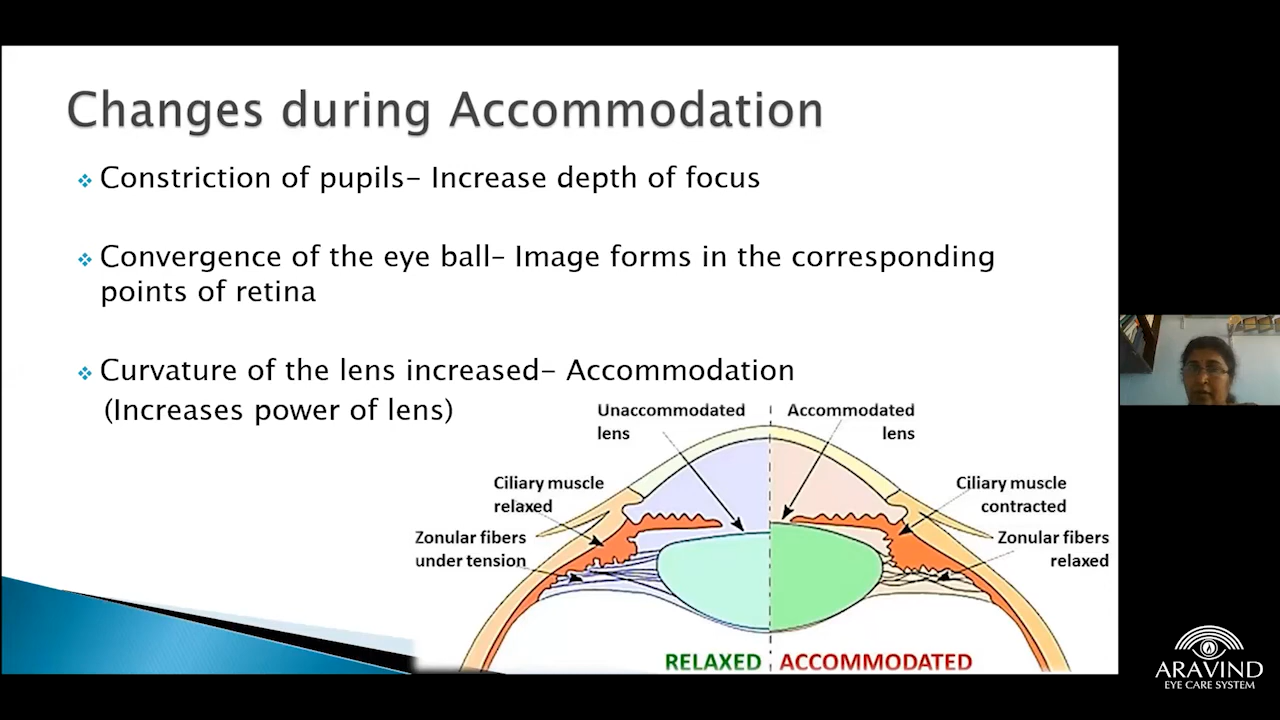 Changes during Accommodation
Constriction of pupils- Increase depth of focus
Convergence of the eye ball- Image forms in the corresponding
points of retina
Curvature of the lens increased- Accommodation
(Increases power of lens)
Unaccommodated
lens
Accommodated
lens
Ciliary muscle
relaxed
Ciliary muscle
contracted
Zonular fibers
under tension
Zonular fibers
relaxed
RELAXED
ACCOMMODATED
ARAVIND
EYE CARE SYSTEM